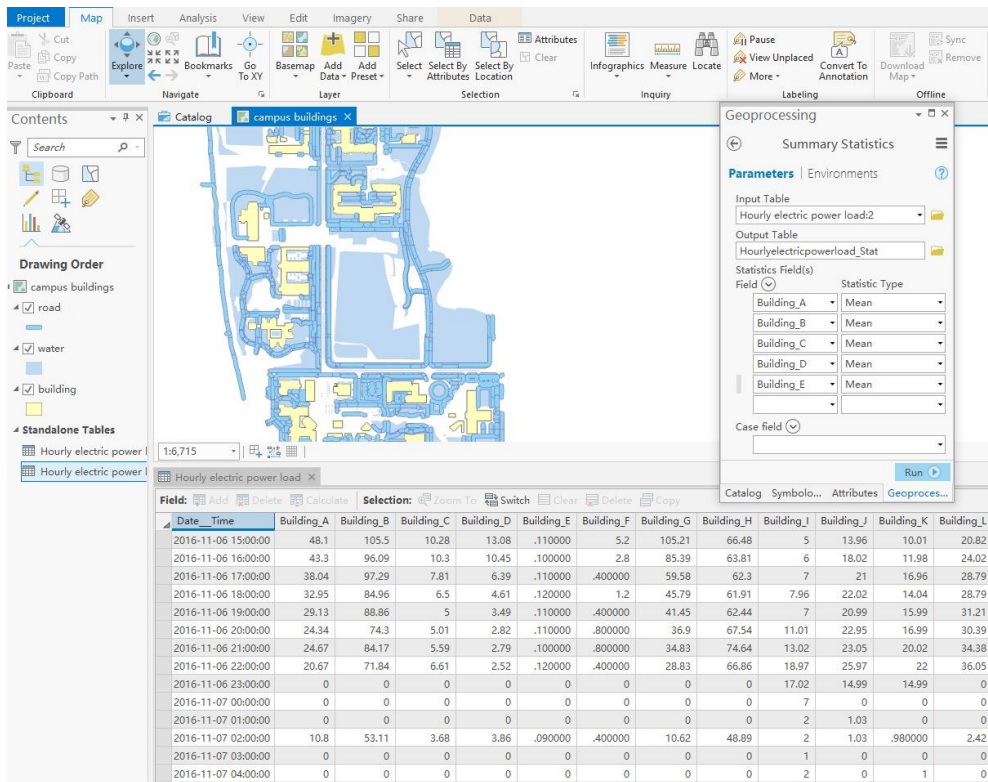 Project Map Insert Analysis View Edit Imagery Share Data
Cut
Copy
Copy Path
Paste
Explore
Bookmarks
Go To XY
Basemap
Add Data
Add Preset
Select
Select By Attributes
Select By Location
Attributes
Clear
Infographics
Measure
Locate
Pause
View Unplaced
More
Convert To Annotation
Download Map
Sync
Remove
Clipboard Navigate Layer Selection Inquiry Labeling Offline
Contents
Search
Drawing Order
campus buildings
road
water
building
Standalone Tables
Hourly electric power l
Hourly electric power l
Catalog campus buildings
1:6,715
Geoprocessing
Summary Statistics
Parameters | Environments
Input Table
Hourly electric power load:2
Output Table
Hourlyelectricpowerload_Stat
Statistics Field(s)
Field Statistic Type
Building_A Mean
Building_B Mean
Building_C Mean
Building_D Mean
Building_E Mean
Case field
Run
Catalog Symbolo... Attributes Geoproces...
Hourly electric power load
Field: Add Delete Calculate Selection: Zoom To Switch Clear Delete Copy
Date__Time Building_A Building_B Building_C Building_D Building_E Building_F Building_G Building_H Building_I Building_J Building_K Building_L
2016-11-06 15:00:00 48.1 105.5 10.28 13.08 .110000 5.2 105.21 66.48 5 13.96 10.01 20.82
2016-11-06 16:00:00 43.3 96.09 10.3 10.45 .100000 2.8 85.39 63.81 6 18.02 11.98 24.02
2016-11-06 17:00:00 38.04 97.29 7.81 6.39 .110000 .400000 59.58 62.3 7 21 16.96 28.79
2016-11-06 18:00:00 32.95 84.96 6.5 4.61 .120000 1.2 45.79 61.91 7.96 22.02 14.04 28.79
2016-11-06 19:00:00 29.13 88.86 5 3.49 .110000 .400000 41.45 62.44 7 20.99 15.99 31.21
2016-11-06 20:00:00 24.34 74.3 5.01 2.82 .110000 .800000 36.9 67.54 11.01 22.95 16.99 30.39
2016-11-06 21:00:00 24.67 84.17 5.59 2.79 .100000 .800000 34.83 74.64 13.02 23.05 20.02 34.38
2016-11-06 22:00:00 20.67 71.84 6.61 2.52 .120000 .400000 28.83 66.86 18.97 25.97 22 36.05
2016-11-06 23:00:00 0 0 0 0 0 0 0 0 17.02 14.99 14.99 0
2016-11-07 00:00:00 0 0 0 0 0 0 0 0 7 0 0 0
2016-11-07 01:00:00 0 0 0 0 0 0 0 0 2 1.03 0 0
2016-11-07 02:00:00 10.8 53.11 3.68 3.86 .090000 .400000 10.62 48.89 2 1.03 .980000 2.42
2016-11-07 03:00:00 0 0 0 0 0 0 0 0 1 0 0 0
2016-11-07 04:00:00 0 0 0 0 0 0 0 0 2 0 1 0